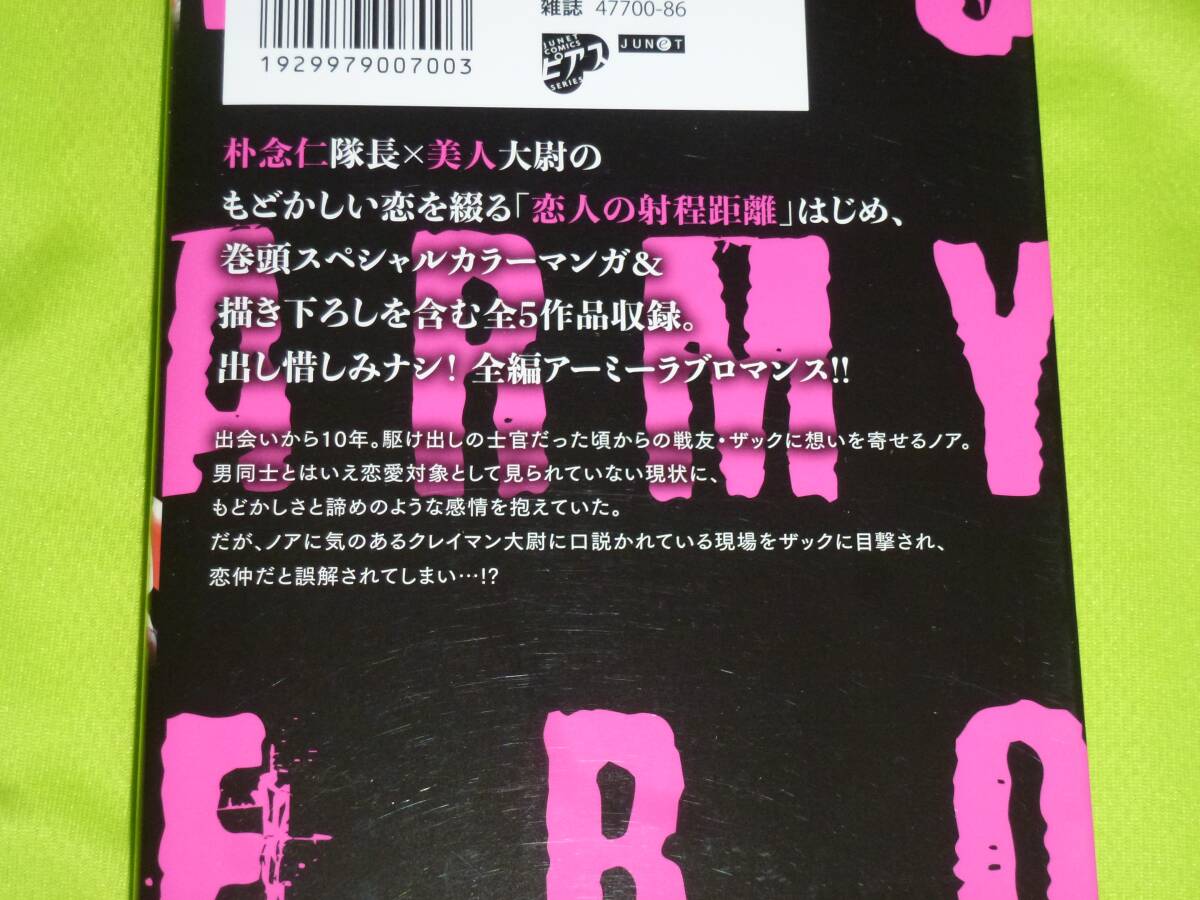 雑誌 47700-86
1929979007003
JUNET COMICS
ピアス
SERIES
JUNET
朴念仁隊長×美人大尉の
もどかしい恋を綴る「恋人の射程距離」はじめ、
巻頭スペシャルカラーマンガ&
描き下ろしを含む全5作品収録。
出し惜しみナシ! 全編アーミーラブロマンス!!
ARMY
出会いから10年。駆け出しの士官だった頃からの戦友・ザックに想いを寄せるノア。
男同士とはいえ恋愛対象として見られていない現状に、
もどかしさと諦めのような感情を抱えていた。
だが、ノアに気のあるクレイマン大尉に口説かれている現場をザックに目撃され、
恋仲だと誤解されてしまい…!?
ERO